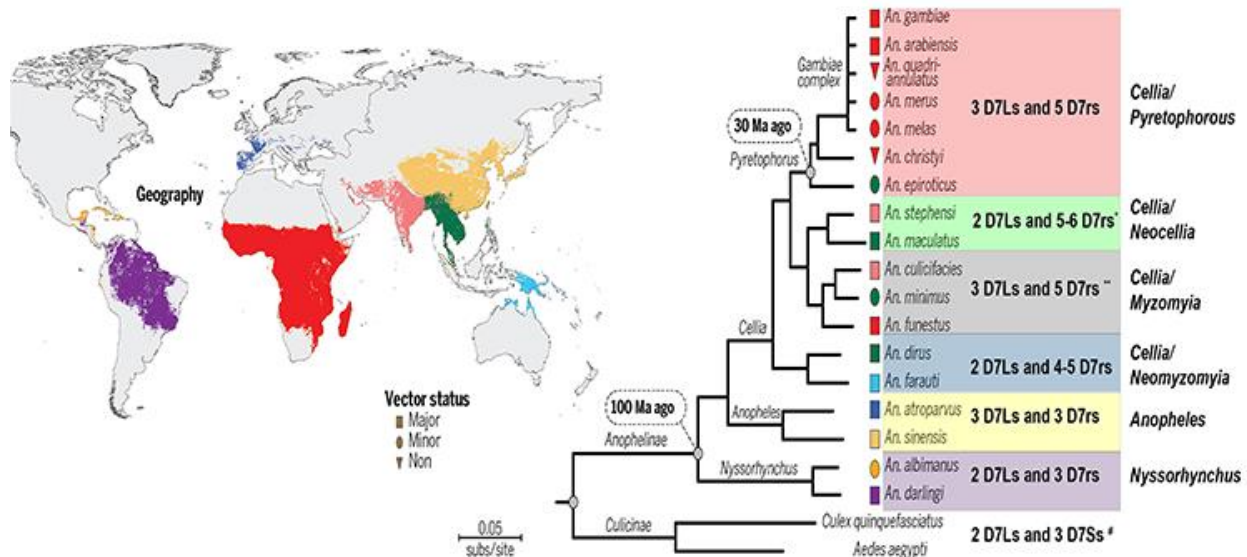 Geography
Vector status
Major
Minor
Non
0.05
subs/site
30 Ma ago
100 Ma ago
Gambiae
complex
Pyretophorus
Cellia
Anopheles
Anophelinae
Nyssorhynchus
Culicinae
An. gambiae
An. arabiensis
An. quadri-
annulatus
An. merus
An. melas
An. christyi
An. epiroticus
An. stephensi
An. maculatus
An. culicifacies
An. minimus
An. funestus
An. dirus
An. farauti
An. atroparvus
An. sinensis
An. albimanus
An. darlingi
Culex quinquefasciatus
Aedes aegypti
3 D7Ls and 5 D7rs
2 D7Ls and 5-6 D7rs*
3 D7Ls and 5 D7rs **
2 D7Ls and 4-5 D7rs
3 D7Ls and 3 D7rs
2 D7Ls and 3 D7rs
2 D7Ls and 3 D7Ss #
Cellia/
Pyretophorous
Cellia/
Neocellia
Cellia/
Myzomyia
Cellia/
Neomyzomyia
Anopheles
Nyssorhynchus